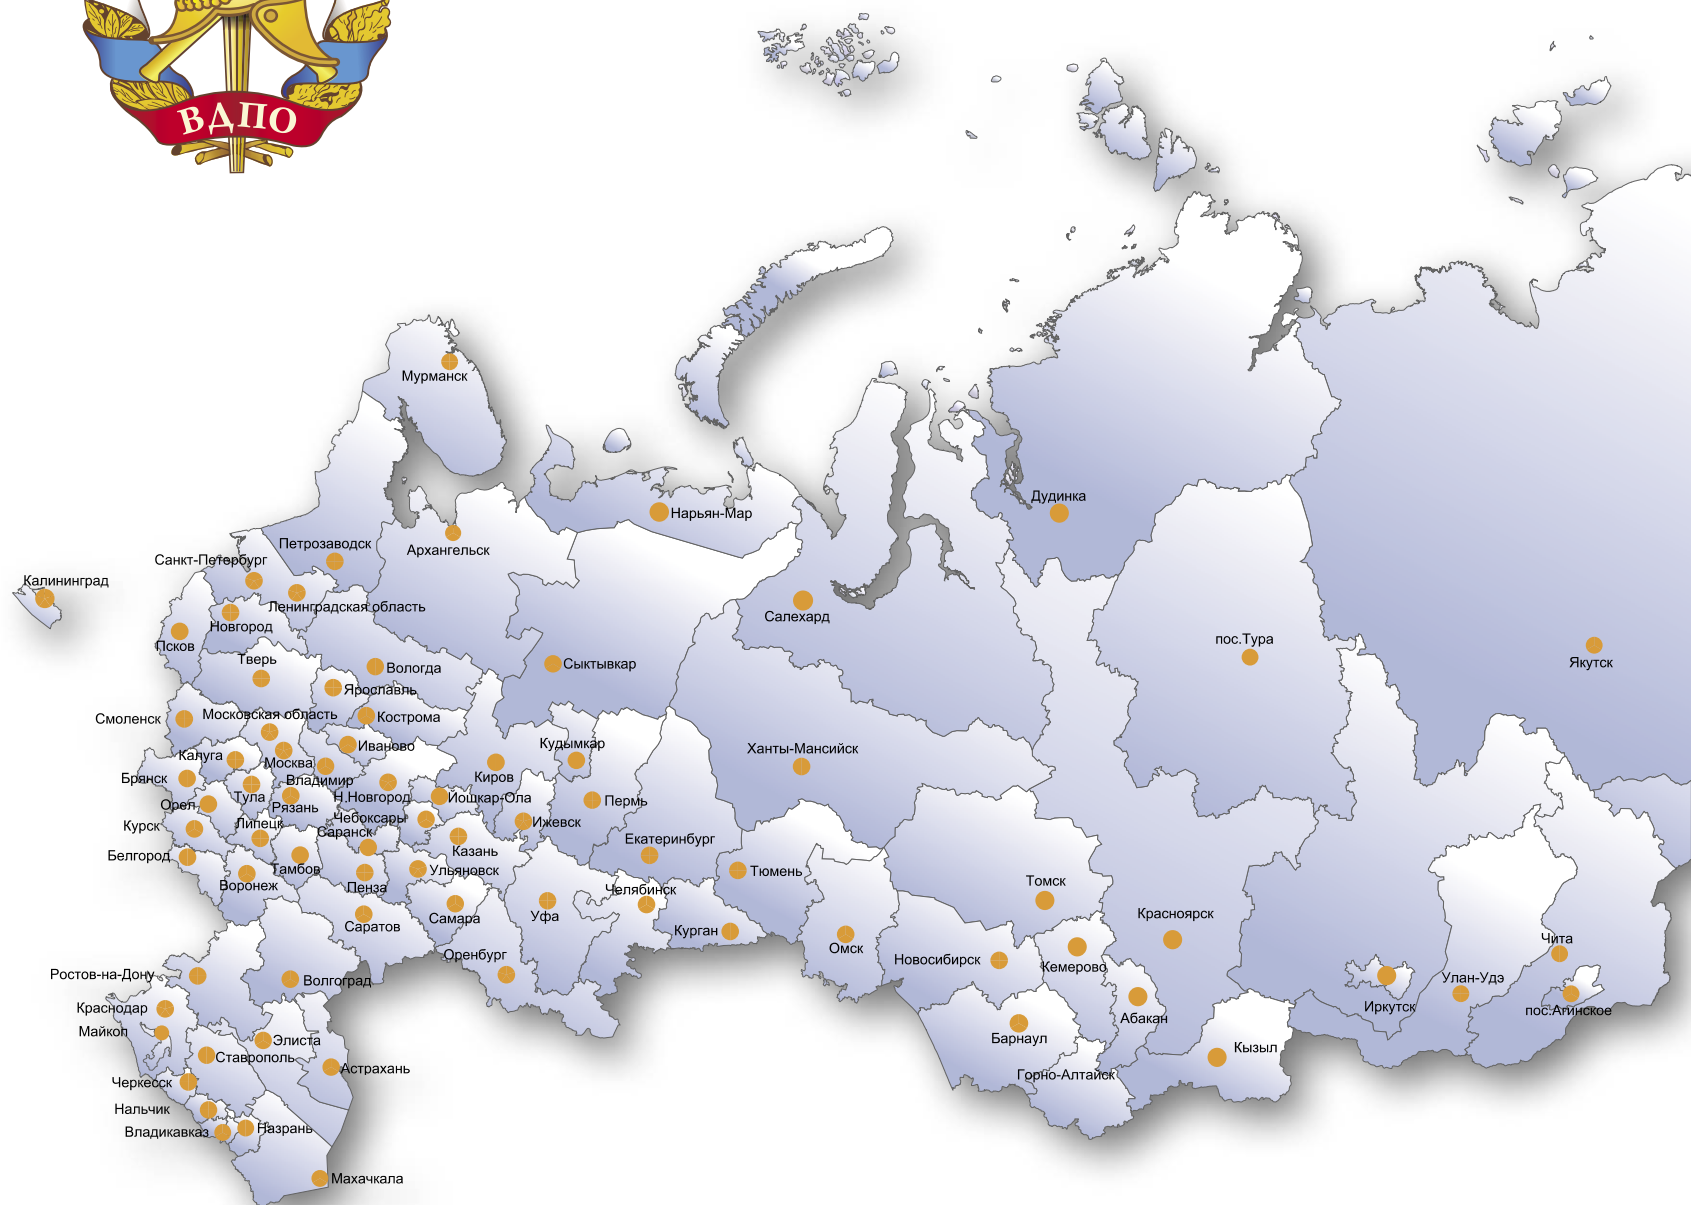 ВДПО
Мурманск
Нарьян-Мар
Дудинка
Архангельск
Петрозаводск
Санкт-Петербург
Калининград
Ленинградская область
Новгород
Салехард
Псков
пос.Тура
Тверь
Вологда
Сыктывкар
Якутск
Ярославль
Смоленск
Московская область
Кострома
Иваново
Кудымкар
Ханты-Мансийск
Калуга
Москва
Киров
Брянск
Владимир
Тула
Рязань
Н.Новгород
Йошкар-Ола
Пермь
Орел
Чебоксары
Ижевск
Курск
Липецк
Саранск
Екатеринбург
Казань
Белгород
Тамбов
Ульяновск
Тюмень
Воронеж
Пенза
Челябинск
Томск
Самара
Уфа
Саратов
Курган
Красноярск
Омск
Чита
Оренбург
Новосибирск
Кемерово
Ростов-на-Дону
Волгоград
Улан-Удэ
Иркутск
Краснодар
пос.Агинское
Абакан
Майкоп
Элиста
Барнаул
Ставрополь
Кызыл
Астрахань
Горно-Алтайск
Черкесск
Нальчик
Владикавказ
Назрань
Махачкала